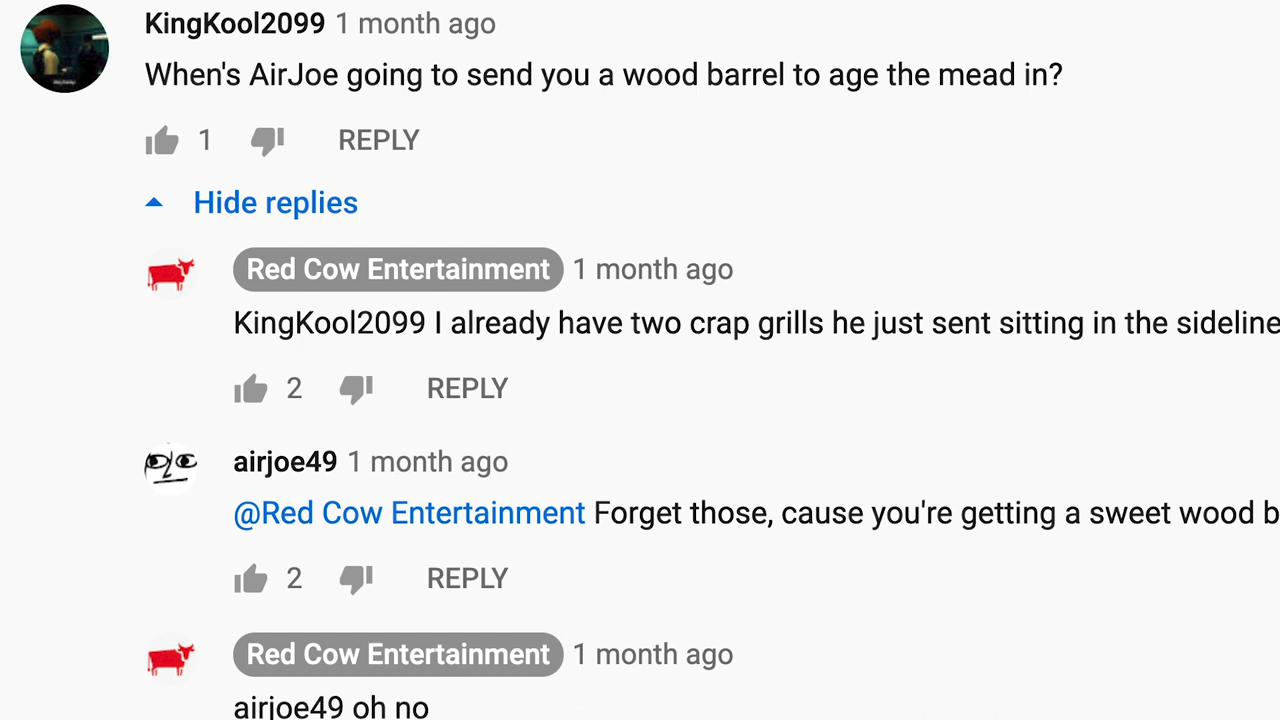 KingKool2099 1 month ago
When's AirJoe going to send you a wood barrel to age the mead in?
1 REPLY
Hide replies
Red Cow Entertainment 1 month ago
KingKool2099 I already have two crap grills he just sent sitting in the sideline
2 REPLY
airjoe49 1 month ago
@Red Cow Entertainment Forget those, cause you're getting a sweet wood b
2 REPLY
Red Cow Entertainment 1 month ago
airjoe49 oh no